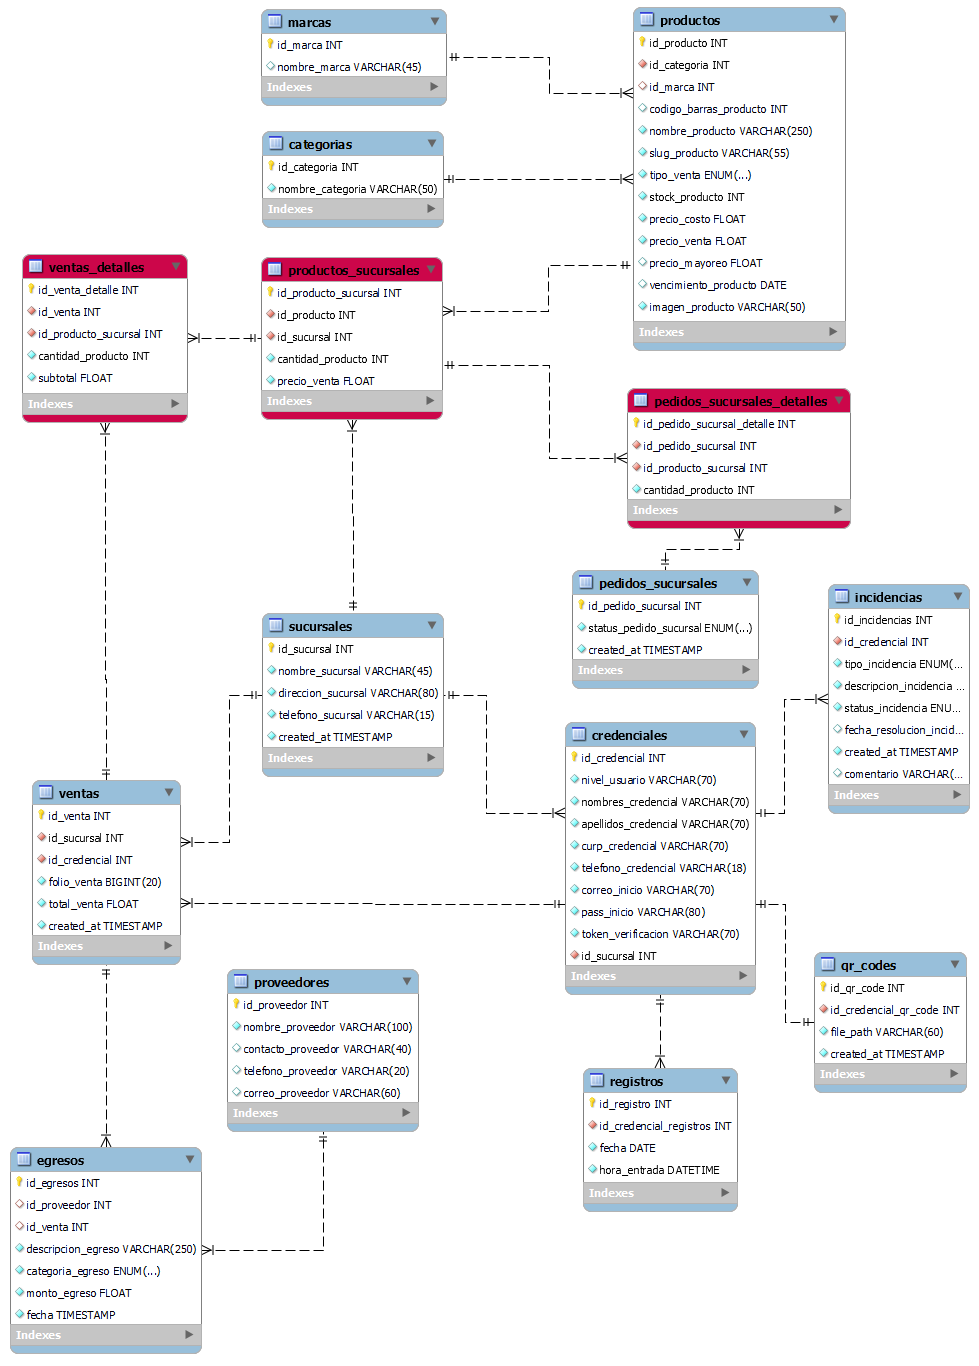 marcas
id_marca INT
nombre_marca VARCHAR(45)
Indexes
productos
id_producto INT
id_categoria INT
id_marca INT
codigo_barras_producto INT
nombre_producto VARCHAR(250)
slug_producto VARCHAR(55)
tipo_venta ENUM(...)
stock_producto INT
precio_costo FLOAT
precio_venta FLOAT
precio_mayoreo FLOAT
vencimiento_producto DATE
imagen_producto VARCHAR(50)
Indexes
categorias
id_categoria INT
nombre_categoria VARCHAR(50)
Indexes
ventas_detalles
id_venta_detalle INT
id_venta INT
id_producto_sucursal INT
cantidad_producto INT
subtotal FLOAT
Indexes
productos_sucursales
id_producto_sucursal INT
id_producto INT
id_sucursal INT
cantidad_producto INT
precio_venta FLOAT
Indexes
pedidos_sucursales_detalles
id_pedido_sucursal_detalle INT
id_pedido_sucursal INT
id_producto_sucursal INT
cantidad_producto INT
Indexes
pedidos_sucursales
id_pedido_sucursal INT
status_pedido_sucursal ENUM(...)
created_at TIMESTAMP
Indexes
incidencias
id_incidencias INT
id_credencial INT
tipo_incidencia ENUM(...
descripcion_incidencia ...
status_incidencia ENU...
fecha_resolucion_incid...
created_at TIMESTAMP
comentario VARCHAR(...
Indexes
sucursales
id_sucursal INT
nombre_sucursal VARCHAR(45)
direccion_sucursal VARCHAR(80)
telefono_sucursal VARCHAR(15)
created_at TIMESTAMP
Indexes
credenciales
id_credencial INT
nivel_usuario VARCHAR(70)
nombres_credencial VARCHAR(70)
apellidos_credencial VARCHAR(70)
curp_credencial VARCHAR(70)
telefono_credencial VARCHAR(18)
correo_inicio VARCHAR(70)
pass_inicio VARCHAR(80)
token_verificacion VARCHAR(70)
id_sucursal INT
Indexes
ventas
id_venta INT
id_sucursal INT
id_credencial INT
folio_venta BIGINT(20)
total_venta FLOAT
created_at TIMESTAMP
Indexes
qr_codes
id_qr_code INT
id_credencial_qr_code INT
file_path VARCHAR(60)
created_at TIMESTAMP
Indexes
proveedores
id_proveedor INT
nombre_proveedor VARCHAR(100)
contacto_proveedor VARCHAR(40)
telefono_proveedor VARCHAR(20)
correo_proveedor VARCHAR(60)
Indexes
registros
id_registro INT
id_credencial_registros INT
fecha DATE
hora_entrada DATETIME
Indexes
egresos
id_egresos INT
id_proveedor INT
id_venta INT
descripcion_egreso VARCHAR(250)
categoria_egreso ENUM(...)
monto_egreso FLOAT
fecha TIMESTAMP
Indexes